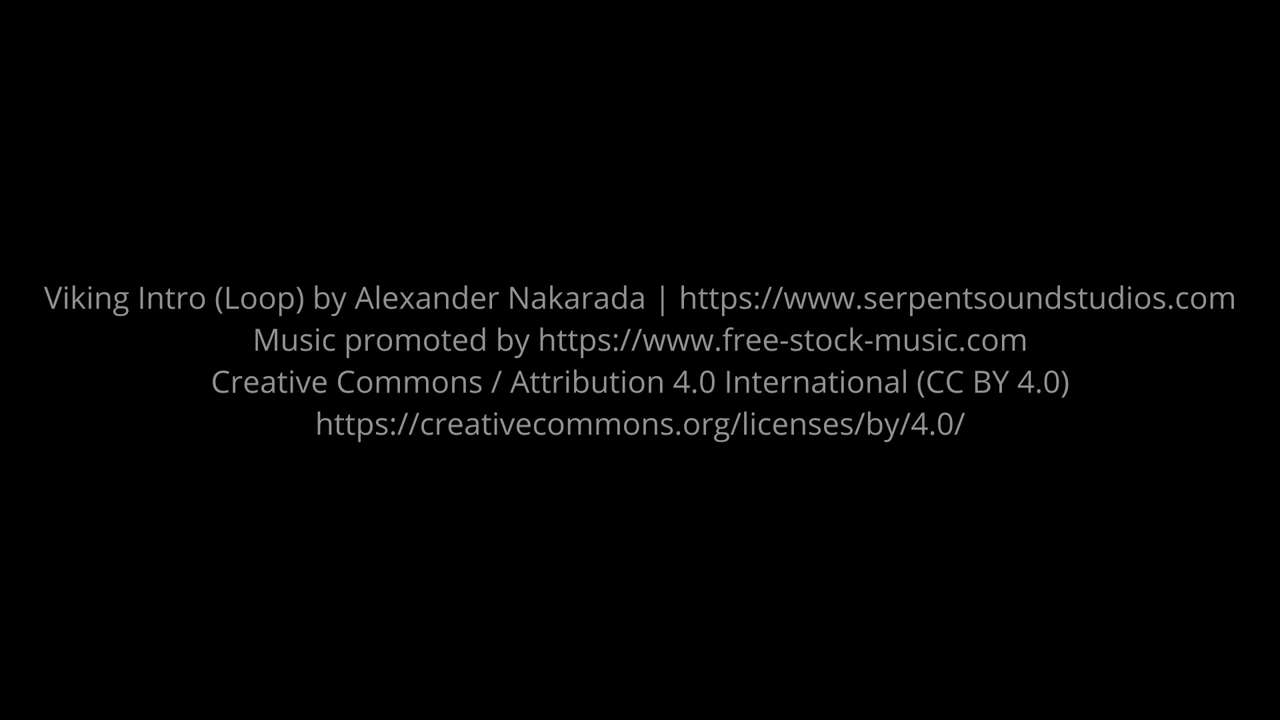 Viking Intro (Loop) by Alexander Nakarada | https://www.serpentsoundstudios.com
Music promoted by https://www.free-stock-music.com
Creative Commons / Attribution 4.0 International (CC BY 4.0)
https://creativecommons.org/licenses/by/4.0/